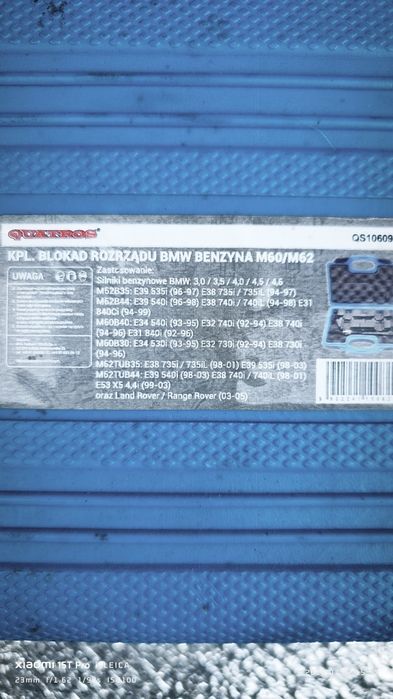 QUATROS
QS10609
KPL. BLOKAD ROZRZĄDU BMW BENZYNA M60/M62
UWAGA
Zastosowanie:
Silniki benzynowe BMW: 3,0 / 3,5 / 4,0 / 4,5 / 4,6
M62B35: E39 535i (96-97) E38 735i / 735iL (94-97)
M62B44: E39 540i (96-98) E38 740i / 740iL (94-98) E31
840Ci (94-99)
M60B40: E34 540i (93-95) E32 740i (92-94) E38 740i
(94-96) E31 840i (92-96)
M60B30: E34 530i (93-95) E32 730i (92-94) E38 730i
(94-96)
M62TUB35: E38 735i / 735iL (98-01) E39 535i (98-03)
M62TUB44: E39 540i (98-03) E38 740i / 740iL (98-01)
E53 X5 4,4i (99-03)
oraz Land Rover / Range Rover (03-05)
xiaomi 15T Pro LEICA
23mm f/1.62